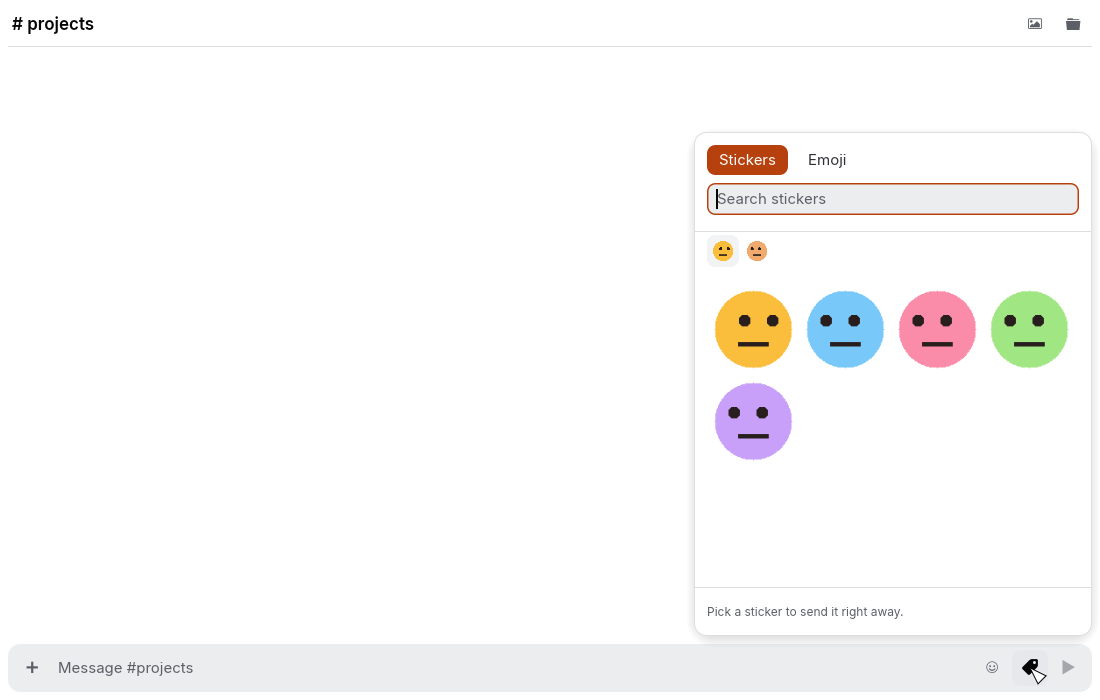 # projects
Stickers
Emoji
Search stickers
Pick a sticker to send it right away.
Message #projects